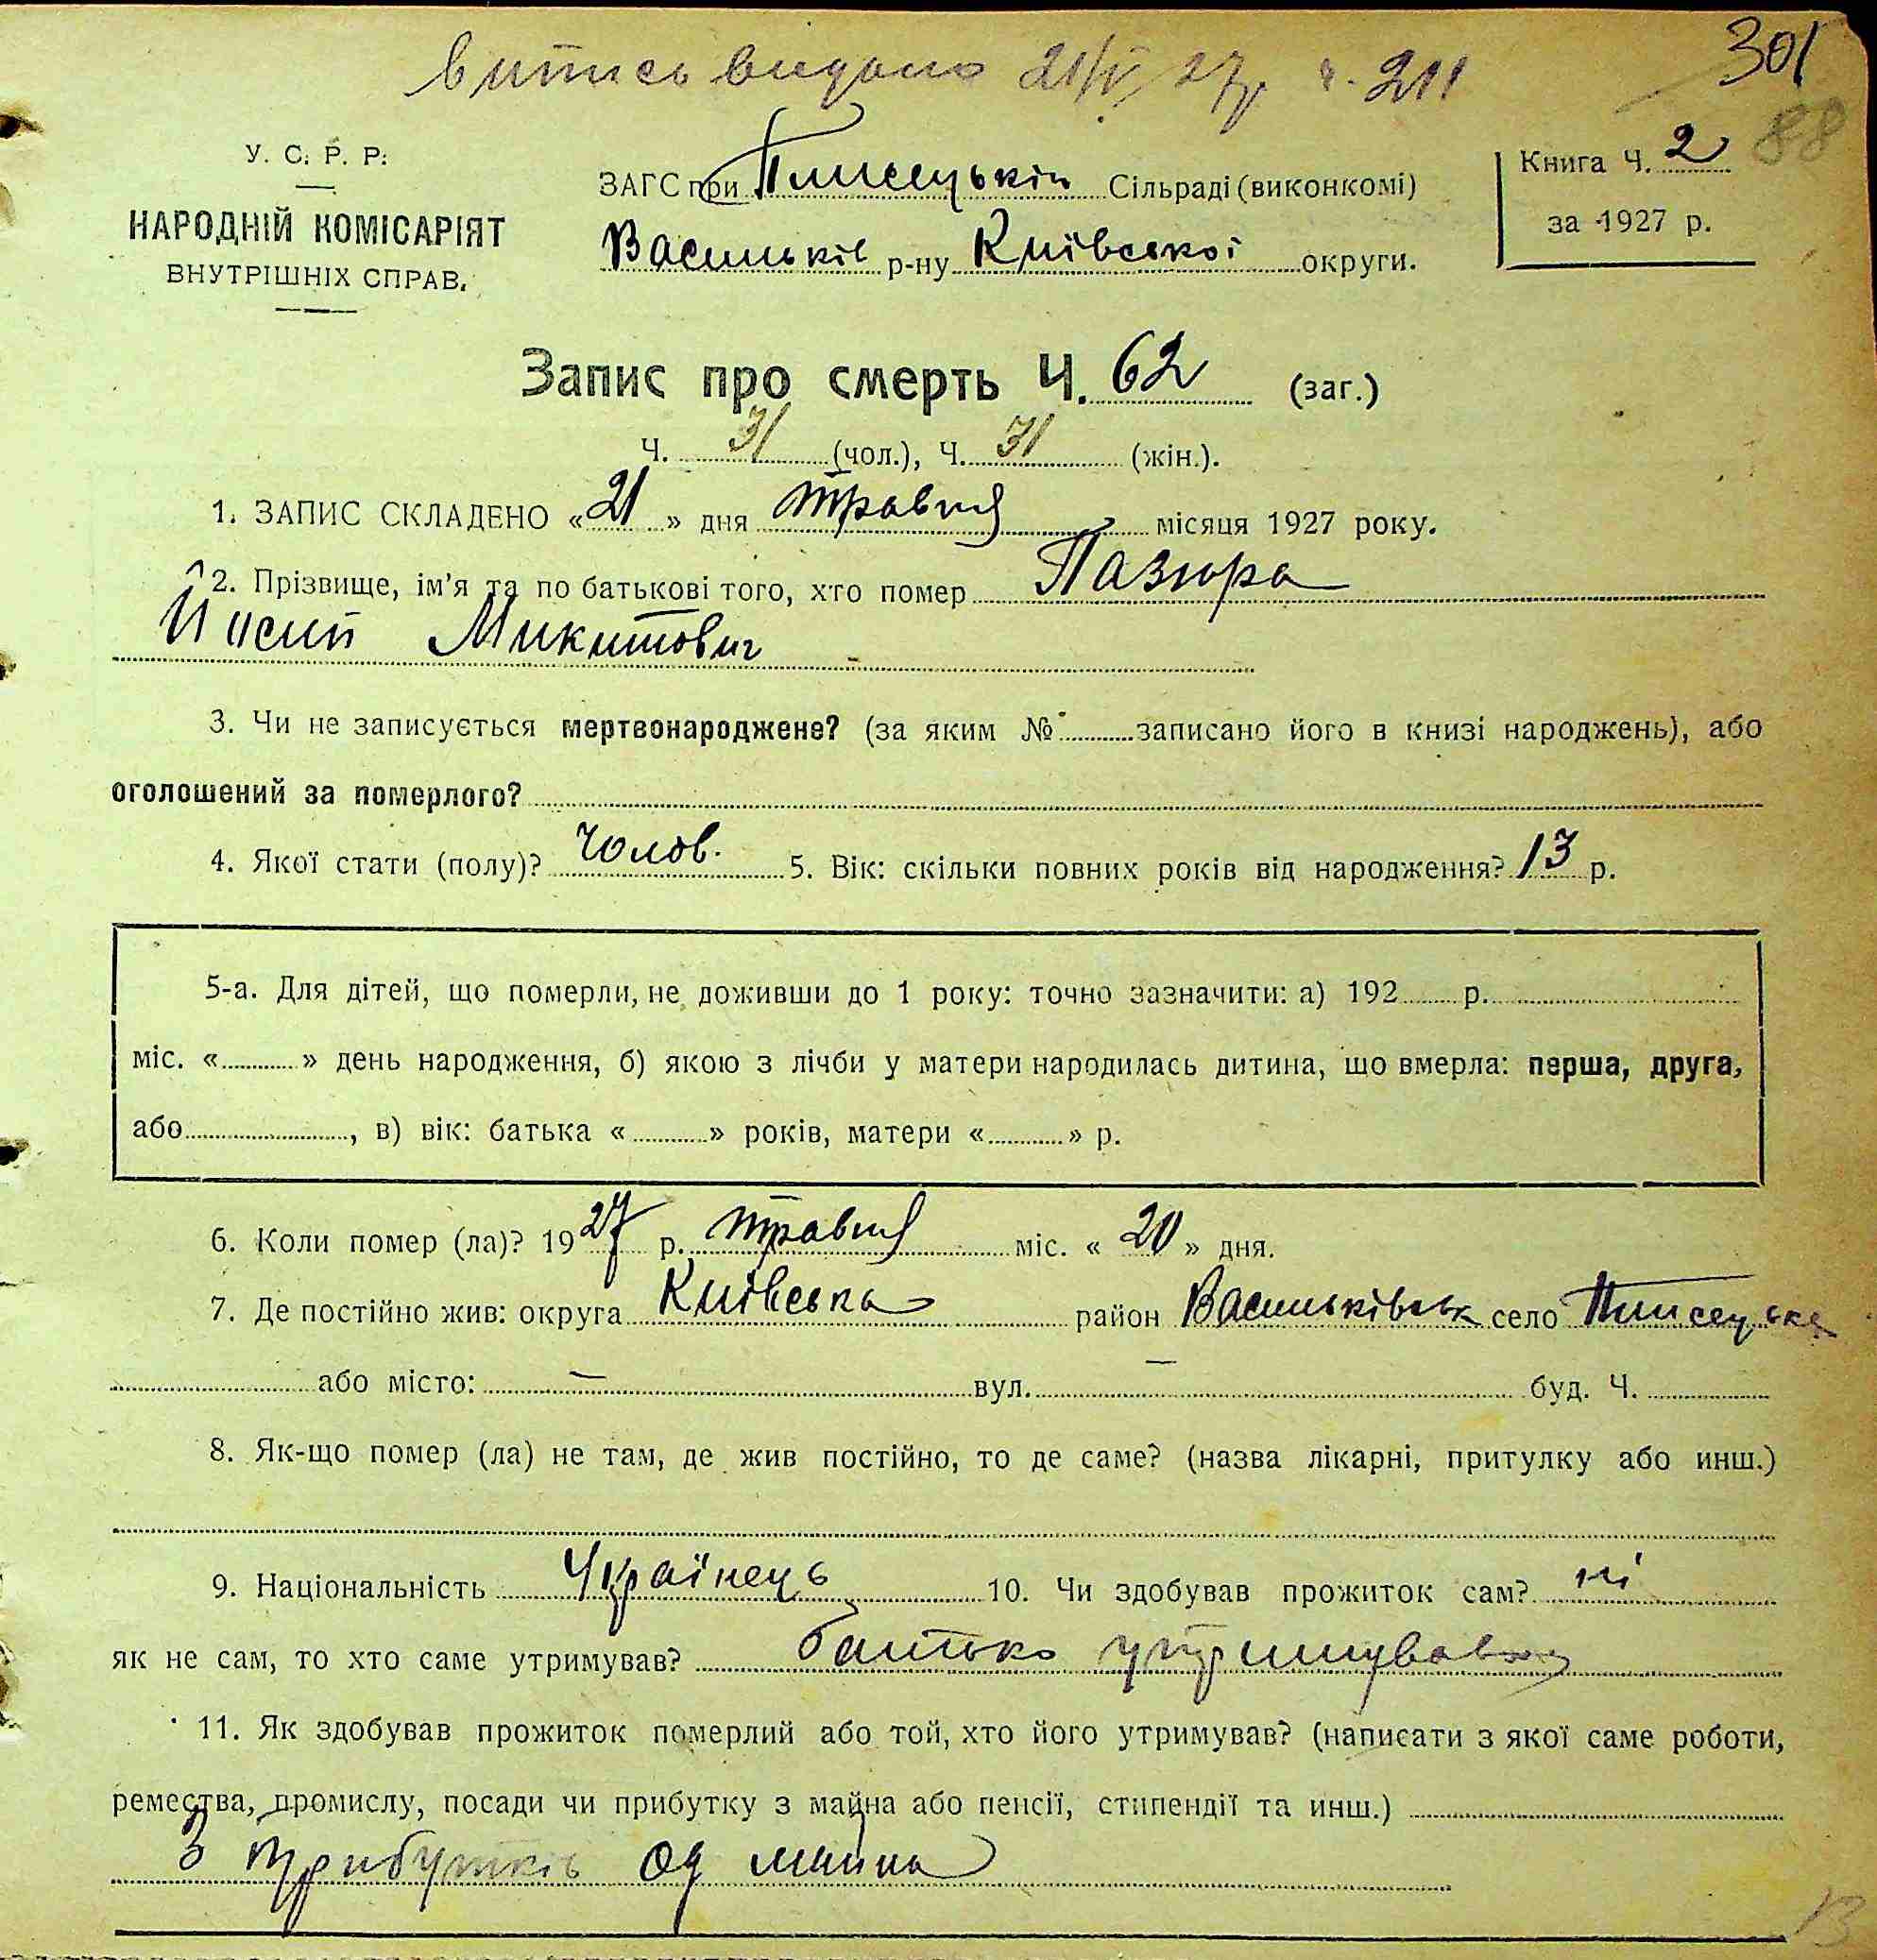 витись видано 21/V 27р. ч. 211
301
88
У. С. Р. Р.
НАРОДНІЙ КОМІСАРІЯТ
ВНУТРІШНІХ СПРАВ.
ЗАГС при Плисецькій Сільраді (виконкомі)
Васильків р-ну Київської округи.
Книга Ч. 2
за 1927 р.
Запис про смерть Ч. 62 (заг.)
Ч. 31 (чол.), Ч. 31 (жін.).
1. ЗАПИС СКЛАДЕНО «21» дня травня місяця 1927 року.
2. Прізвище, ім'я та по батькові того, хто помер Пазюра
Йосип Микитович
3. Чи не записується мертвонароджене? (за яким № записано його в книзі народжень), або
оголошений за померлого?
4. Якої стати (полу)? Чолов. 5. Вік: скільки повних років від народження? 13 р.
5-а. Для дітей, що померли, не доживши до 1 року: точно зазначити: а) 192 р.
міс. « » день народження, б) якою з лічби у матери народилась дитина, що вмерла: перша, друга,
або , в) вік: батька « » років, матери « » р.
6. Коли помер (ла)? 1927 р. травня міс. «20» дня.
7. Де постійно жив: округа Київська район Васильківськ село Плисецьке
або місто: — вул. — буд. Ч.
8. Як-що помер (ла) не там, де жив постійно, то де саме? (назва лікарні, притулку або инш.)
9. Національність Українець 10. Чи здобував прожиток сам? ні
як не сам, то хто саме утримував? батько утримував
11. Як здобував прожиток померлий або той, хто його утримував? (написати з якої саме роботи,
ремества, промислу, посади чи прибутку з майна або пенсії, стипендії та инш.)
З прибутків од майна
13